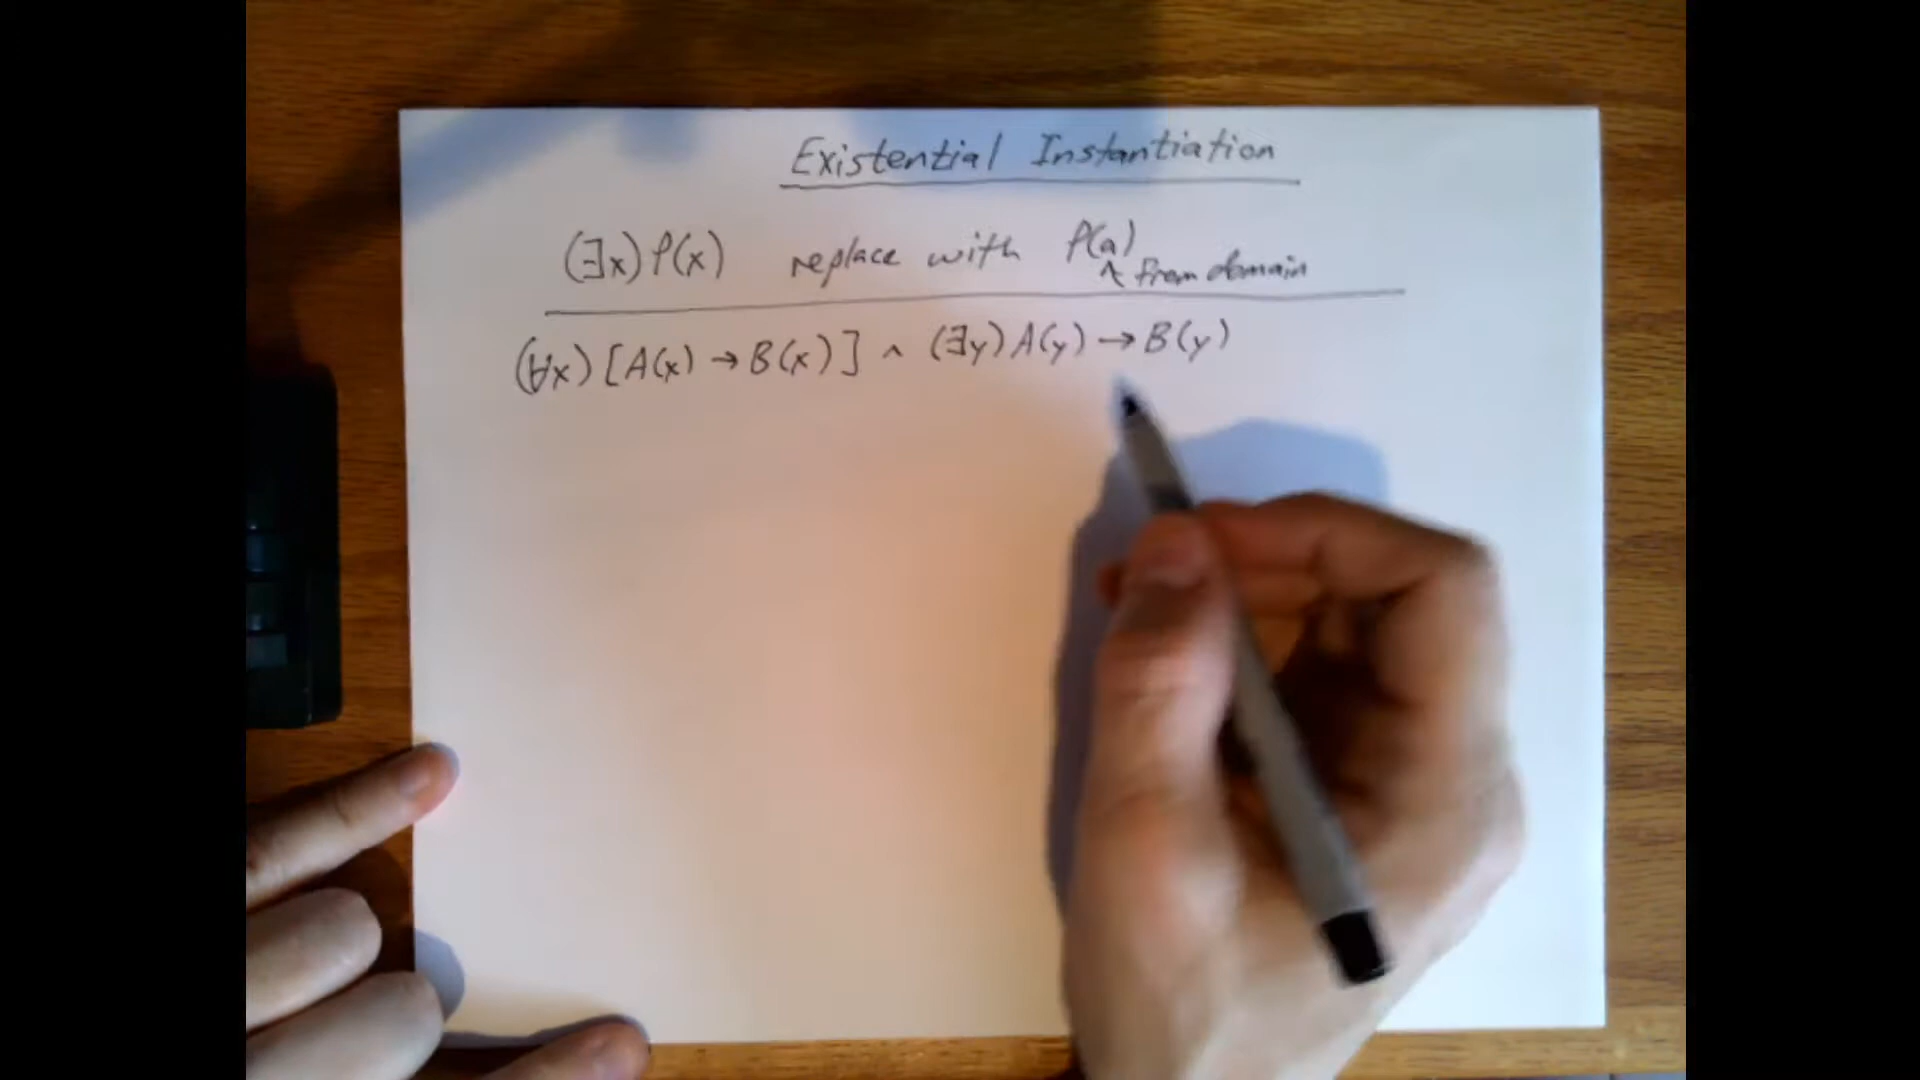 Existential Instantiation
(∃x)P(x) replace with P(a)
^ from domain
(∀x)[A(x)→B(x)] ^ (∃y)A(y)→B(y)